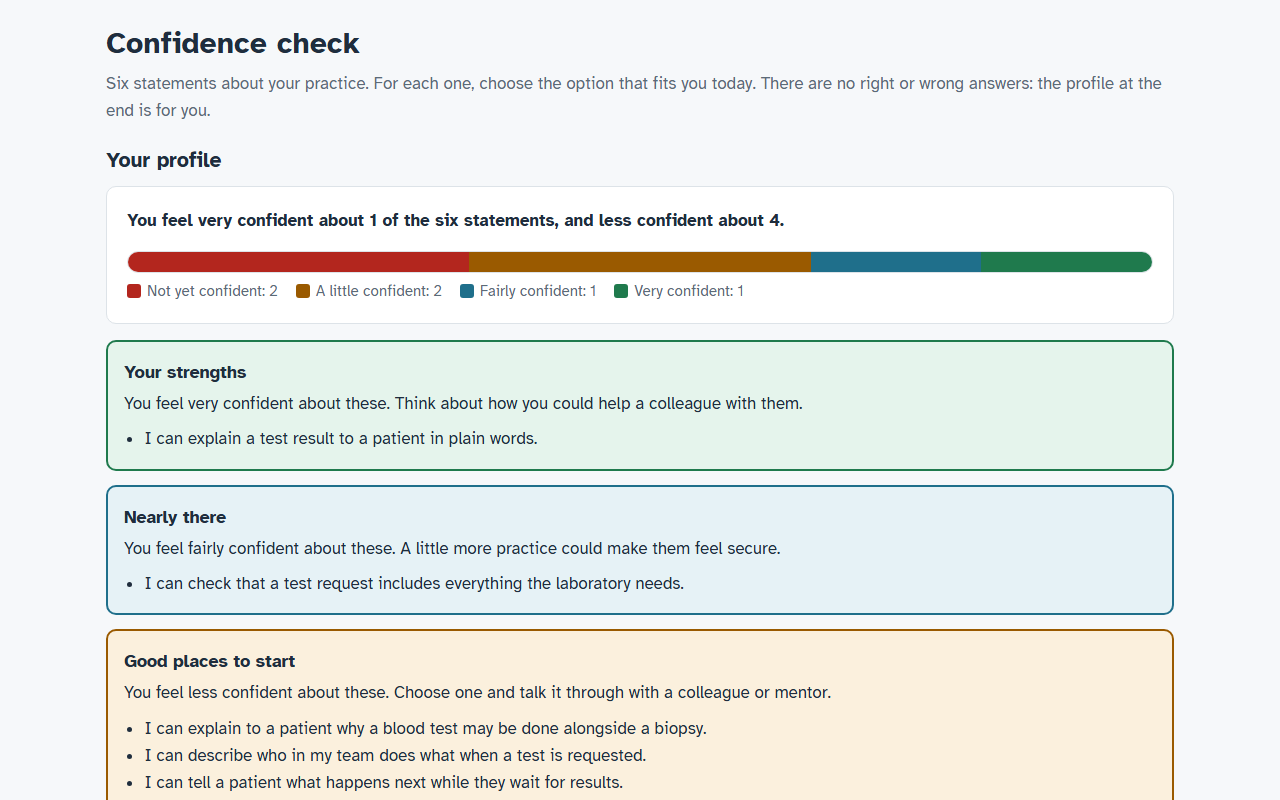 Confidence check
Six statements about your practice. For each one, choose the option that fits you today. There are no right or wrong answers: the profile at the
end is for you.
Your profile
You feel very confident about 1 of the six statements, and less confident about 4.
Not yet confident: 2 A little confident: 2 Fairly confident: 1 Very confident: 1
Your strengths
You feel very confident about these. Think about how you could help a colleague with them.
• I can explain a test result to a patient in plain words.
Nearly there
You feel fairly confident about these. A little more practice could make them feel secure.
• I can check that a test request includes everything the laboratory needs.
Good places to start
You feel less confident about these. Choose one and talk it through with a colleague or mentor.
• I can explain to a patient why a blood test may be done alongside a biopsy.
• I can describe who in my team does what when a test is requested.
• I can tell a patient what happens next while they wait for results.